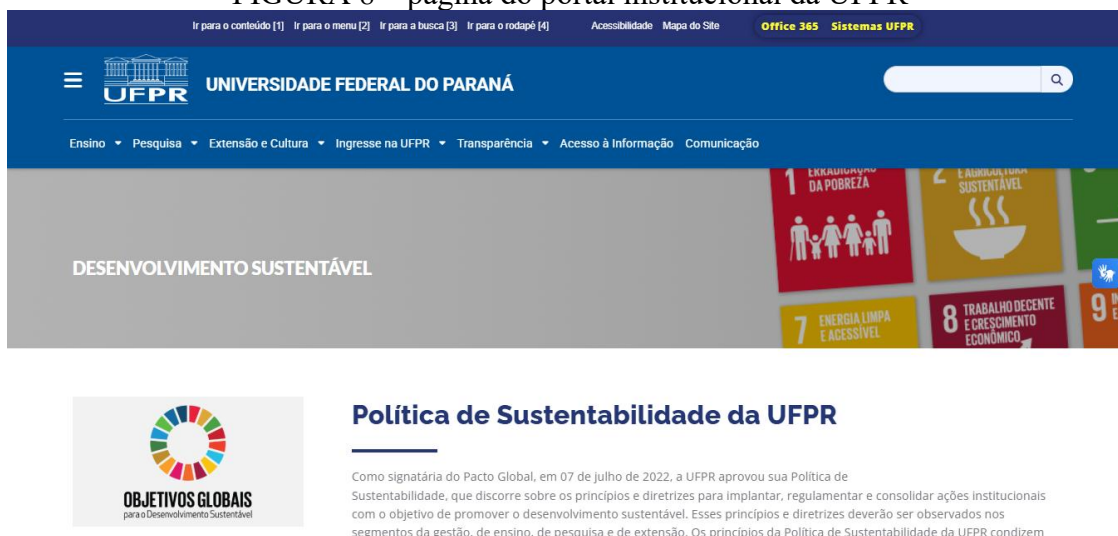 FIGURA 6 – página do portal institucional da UFPR
Ir para o conteúdo [1] Ir para o menu [2] Ir para a busca [3] Ir para o rodapé [4] Acessibilidade Mapa do Site Office 365 Sistemas UFPR
UFPR UNIVERSIDADE FEDERAL DO PARANÁ
Ensino Pesquisa Extensão e Cultura Ingresse na UFPR Transparência Acesso à Informação Comunicação
1 ERRADICAÇÃO DA POBREZA
2 E AGRICULTURA SUSTENTÁVEL
DESENVOLVIMENTO SUSTENTÁVEL
7 ENERGIA LIMPA E ACESSÍVEL
8 TRABALHO DECENTE E CRESCIMENTO ECONÔMICO
9
OBJETIVOS GLOBAIS
para o Desenvolvimento Sustentável
Política de Sustentabilidade da UFPR
Como signatária do Pacto Global, em 07 de julho de 2022, a UFPR aprovou sua Política de
Sustentabilidade, que discorre sobre os princípios e diretrizes para implantar, regulamentar e consolidar ações institucionais
com o objetivo de promover o desenvolvimento sustentável. Esses princípios e diretrizes deverão ser observados nos
segmentos da gestão, de ensino, de pesquisa e de extensão. Os princípios da Política de Sustentabilidade da UFPR condizem